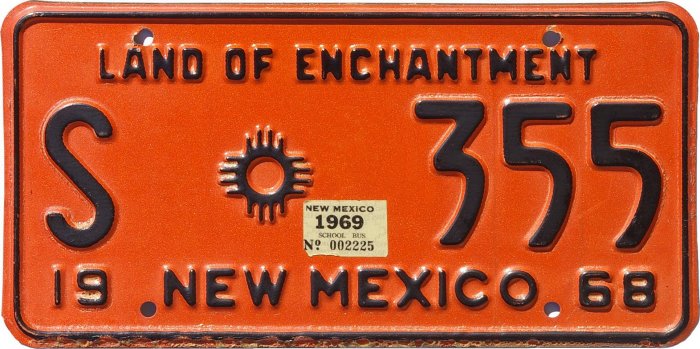 LAND OF ENCHANTMENT
S 355
NEW MEXICO
1969
SCHOOL BUS
Nº 002225
19 NEW MEXICO 68